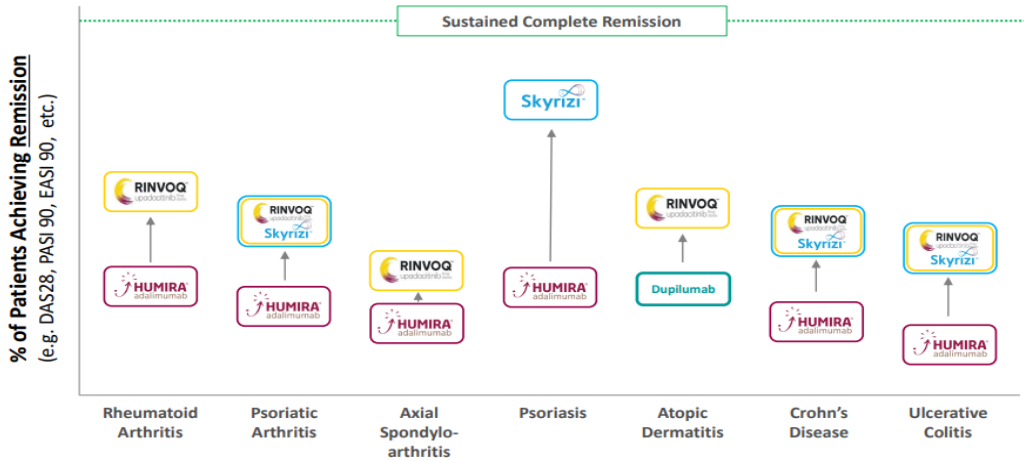 Sustained Complete Remission
% of Patients Achieving Remission
(e.g. DAS28, PASI 90, EASI 90, etc.)
Skyrizi
RINVOQ
upadacitinib
RINVOQ
upadacitinib
Skyrizi
RINVOQ
upadacitinib
RINVOQ
upadacitinib
RINVOQ
upadacitinib
Skyrizi
RINVOQ
upadacitinib
Skyrizi
HUMIRA
adalimumab
HUMIRA
adalimumab
HUMIRA
adalimumab
HUMIRA
adalimumab
Dupilumab
HUMIRA
adalimumab
HUMIRA
adalimumab
Rheumatoid
Arthritis
Psoriatic
Arthritis
Axial
Spondylo-
arthritis
Psoriasis
Atopic
Dermatitis
Crohn's
Disease
Ulcerative
Colitis